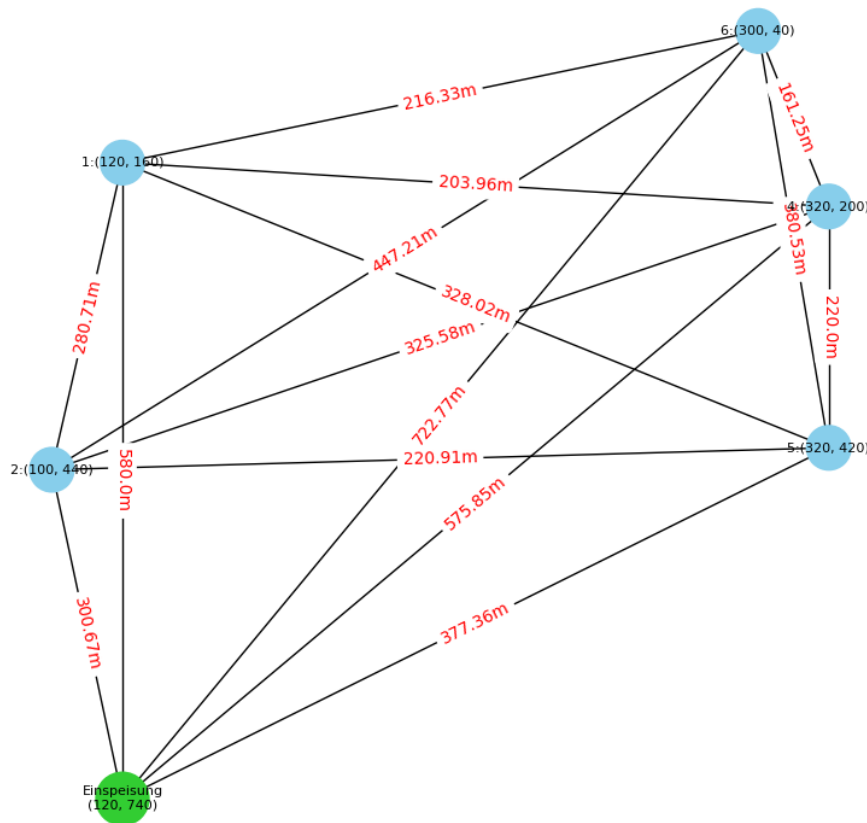 6:(300, 40)
216.33m
161.25m
1:(120, 160)
203.96m
4:(320, 200)
380.53m
447.21m
280.71m
328.02m
220.0m
325.58m
722.77m
5:(320, 420)
220.91m
2:(100, 440)
580.0m
575.85m
300.67m
377.36m
Einspeisung
(120, 740)